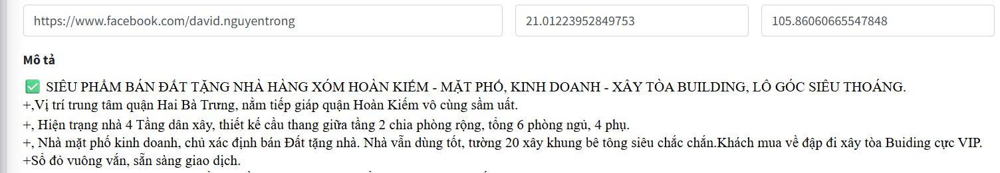 https://www.facebook.com/david.nguyentrong 21.01223952849753 105.86060665547848
Mô tả
✅ SIÊU PHẨM BÁN ĐẤT TẶNG NHÀ HÀNG XÓM HOÀN KIẾM - MẶT PHỐ, KINH DOANH - XÂY TÒA BUILDING, LÔ GÓC SIÊU THOÁNG.
+,Vị trí trung tâm quận Hai Bà Trưng, nằm tiếp giáp quận Hoàn Kiếm vô cùng sầm uất.
+, Hiện trạng nhà 4 Tầng dân xây, thiết kế cầu thang giữa tầng 2 chia phòng rộng, tổng 6 phòng ngủ, 4 phụ.
+, Nhà mặt phố kinh doanh, chủ xác định bán Đất tặng nhà. Nhà vẫn dùng tốt, tường 20 xây khung bê tông siêu chắc chắn.Khách mua về đập đi xây tòa Buiding cực VIP.
+Sổ đỏ vuông vắn, sẵn sàng giao dịch.